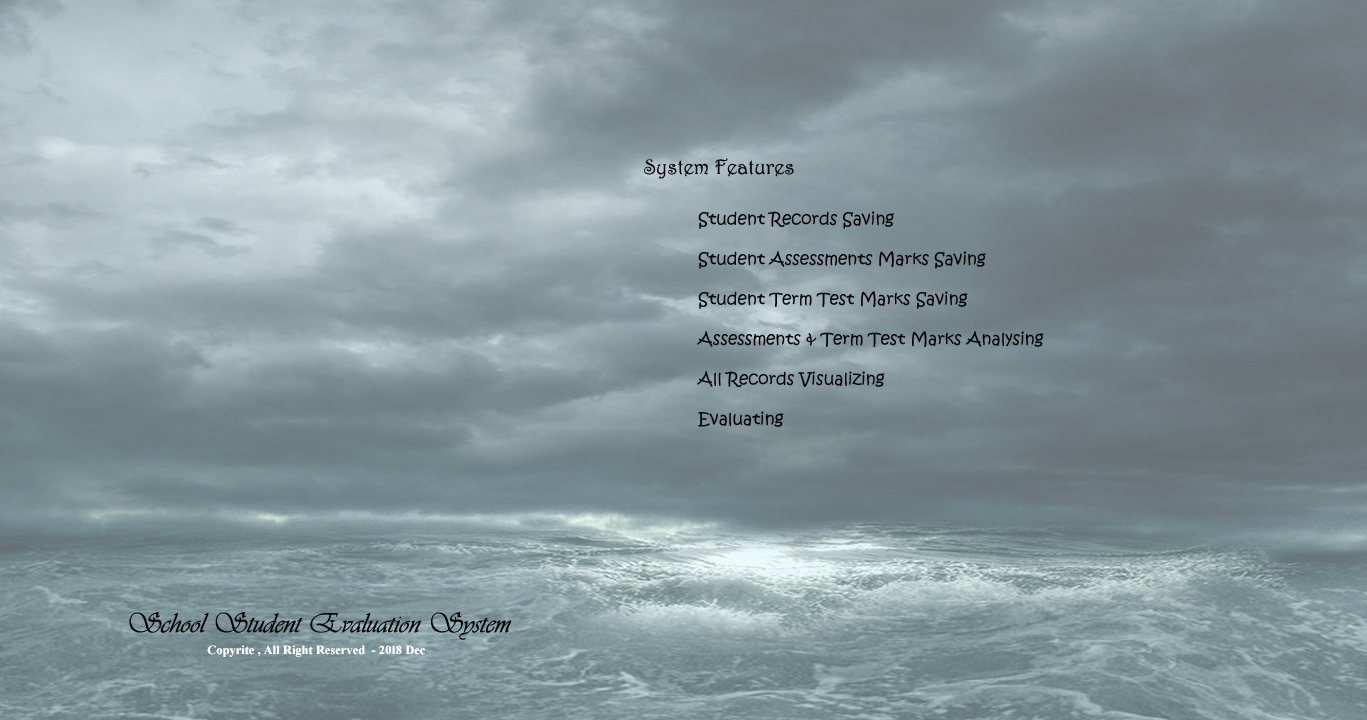 System Features
Student Records Saving
Student Assessments Marks Saving
Student Term Test Marks Saving
Assessments & Term Test Marks Analysing
All Records Visualizing
Evaluating
School Student Evaluation System
Copyrite , All Right Reserved - 2018 Dec